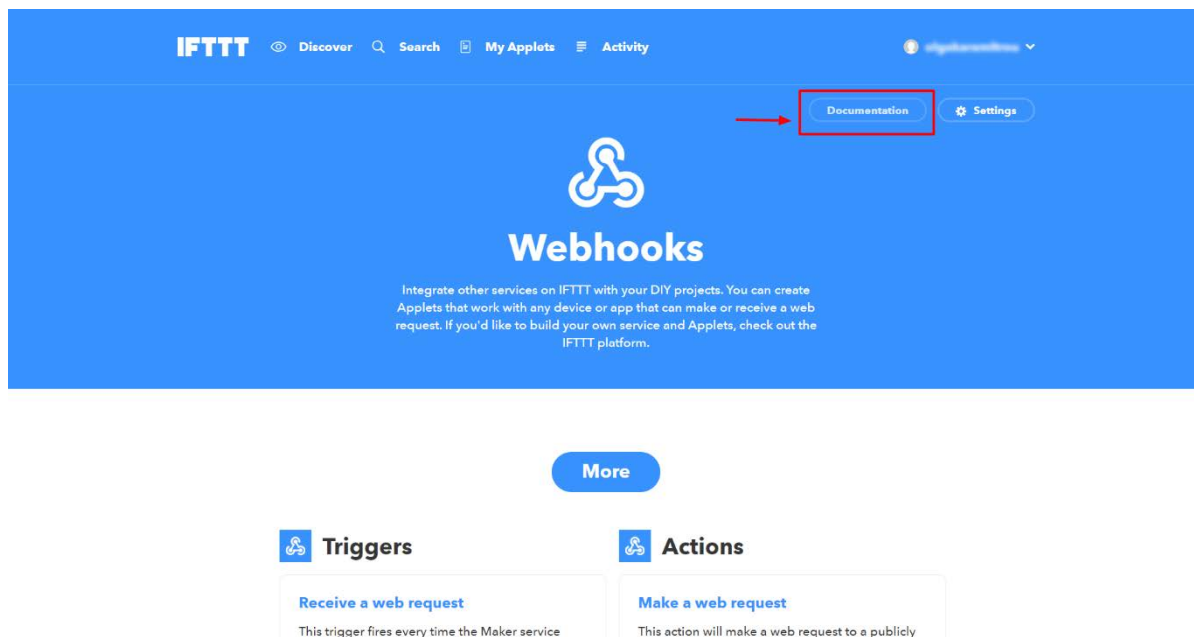 IFTTT Discover Search My Applets Activity
Documentation Settings
Webhooks
Integrate other services on IFTTT with your DIY projects. You can create
Applets that work with any device or app that can make or receive a web
request. If you'd like to build your own service and Applets, check out the
IFTTT platform.
More
Triggers
Actions
Receive a web request
Make a web request
This trigger fires every time the Maker service
This action will make a web request to a publicly